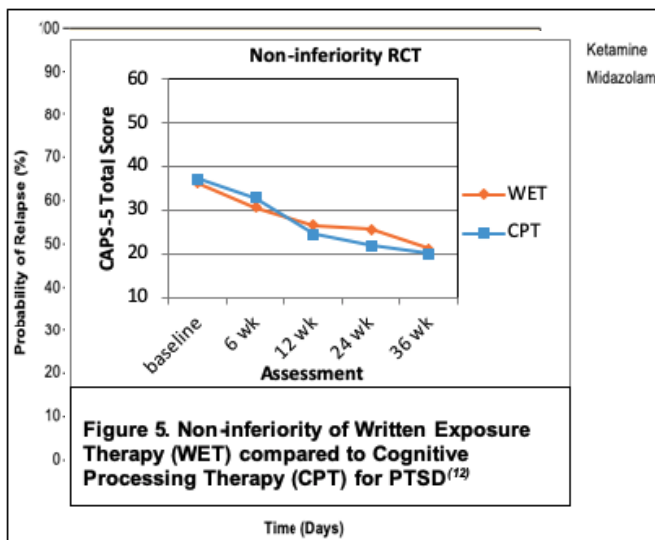 100
90
80
70
60
50
40
30
20
10
0
Probability of Relapse (%)
Ketamine
Midazolam
Non-inferiority RCT
CAPS-5 Total Score
60
50
40
30
20
10
baseline
6 wk
12 wk
24 wk
36 wk
Assessment
WET
CPT
Figure 5. Non-inferiority of Written Exposure
Therapy (WET) compared to Cognitive
Processing Therapy (CPT) for PTSD(12)
Time (Days)